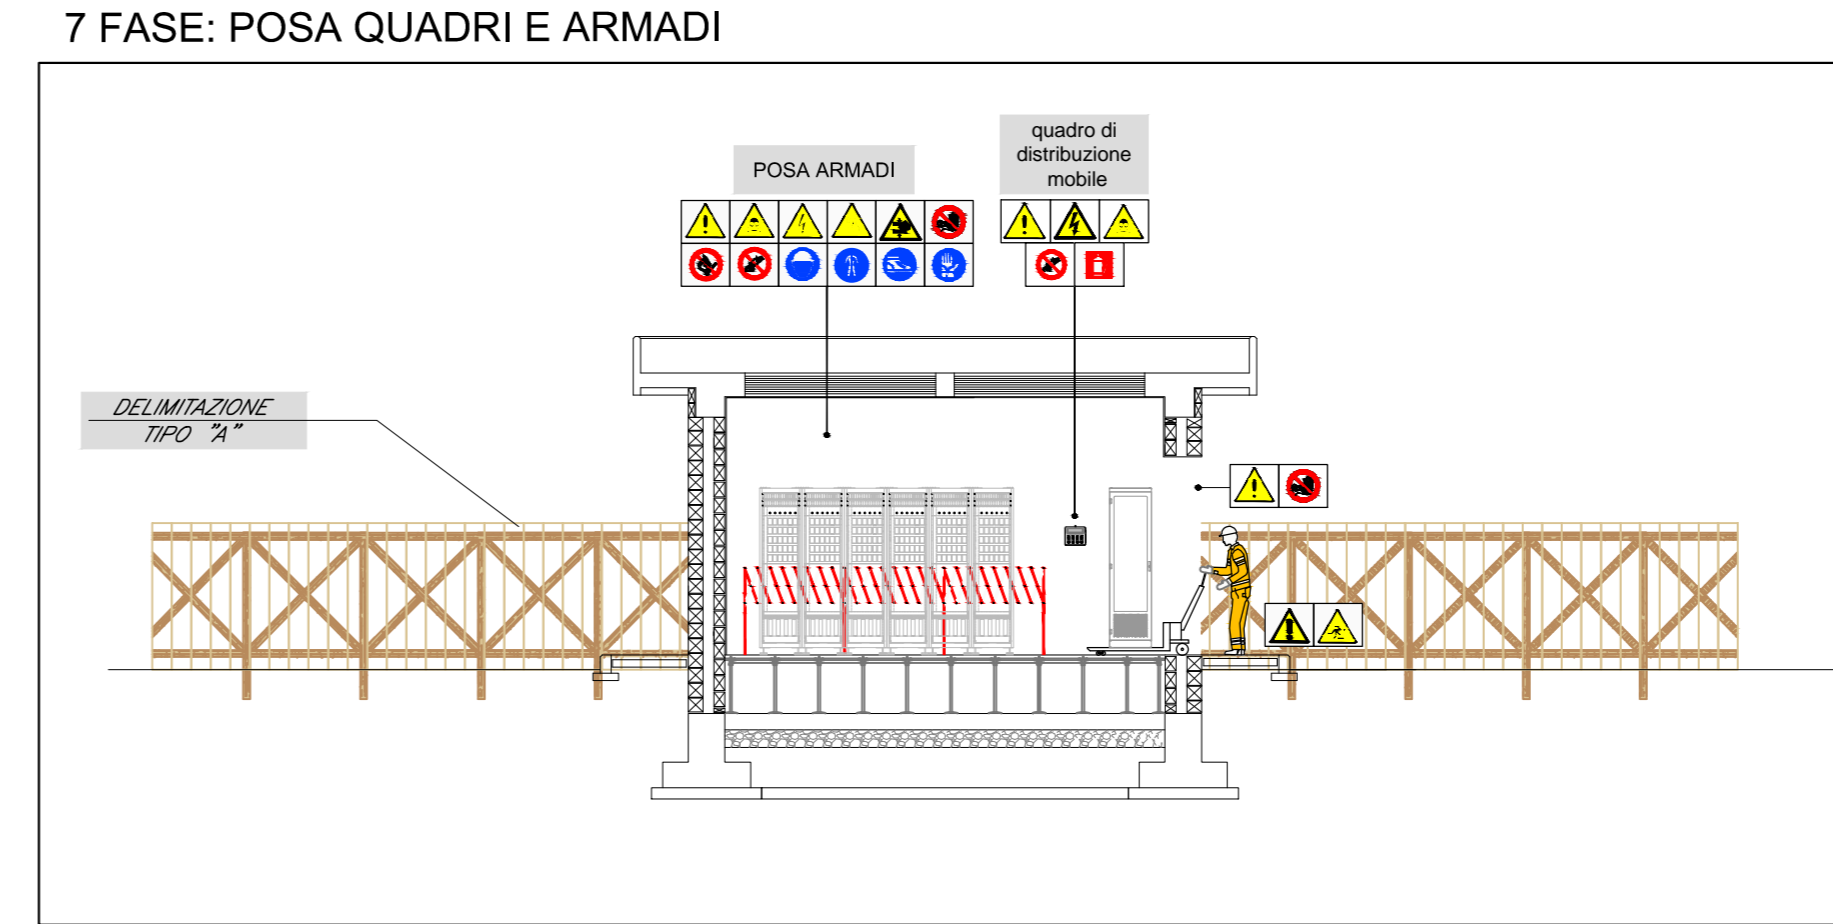 7 FASE: POSA QUADRI E ARMADI
POSA ARMADI
quadro di
distribuzione
mobile
DELIMITAZIONE
TIPO "A"